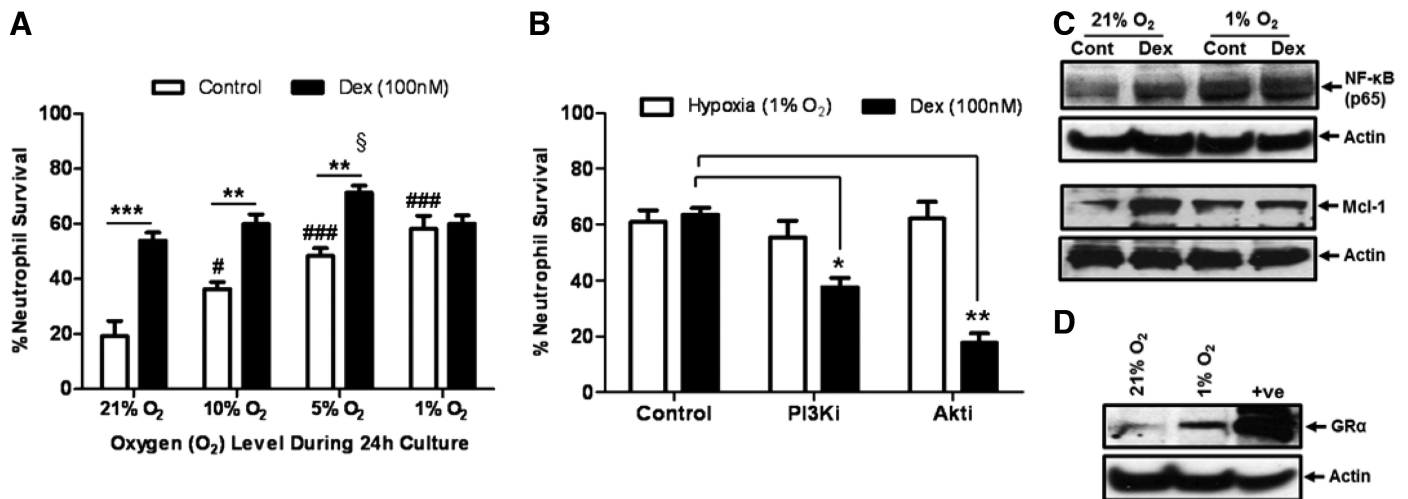 A
Control
Dex (100nM)
%Neutrophil Survival
100
80
60
40
20
0
***
#
**
###
**
§
###
21% O₂
10% O₂
5% O₂
1% O₂
Oxygen (O₂) Level During 24h Culture
B
Hypoxia (1% O₂)
Dex (100nM)
% Neutrophil Survival
100
80
60
40
20
0
*
**
Control
PI3Ki
Akti
C
21% O₂
1% O₂
Cont
Dex
Cont
Dex
NF-κB
(p65)
Actin
Mcl-1
Actin
D
21% O₂
1% O₂
+ve
GRα
Actin